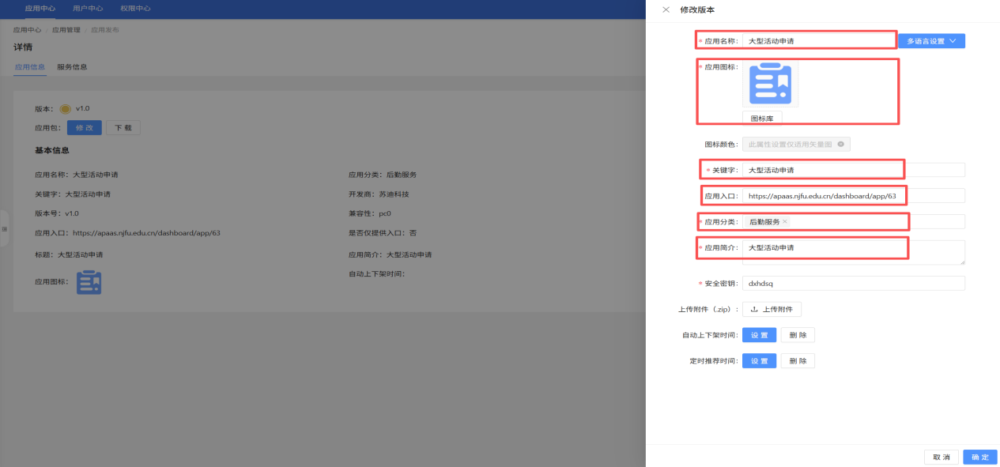 应用中心 用户中心 权限中心
应用中心 / 应用管理 / 应用发布
详情
应用信息 服务信息
版本： v1.0
应用包： 修 改 下 载
基本信息
应用名称：大型活动申请 应用分类：后勤服务
关键字：大型活动申请 开发商：苏迪科技
版本号：v1.0 兼容性：pc0
应用入口：https://apaas.njfu.edu.cn/dashboard/app/63 是否仅提供入口：否
标题：大型活动申请 应用简介：大型活动申请
应用图标： 自动上下架时间：
修改版本
* 应用名称： 大型活动申请 多语言设置
* 应用图标：
图标库
图标颜色： 此属性设置仅适用矢量图
* 关键字： 大型活动申请
应用入口： https://apaas.njfu.edu.cn/dashboard/app/63
* 应用分类： 后勤服务 ×
* 应用简介： 大型活动申请
* 安全密钥： dxhdsq
上传附件（.zip）： 上传附件
自动上下架时间： 设 置 删 除
定时推荐时间： 设 置 删 除
取 消 确 定